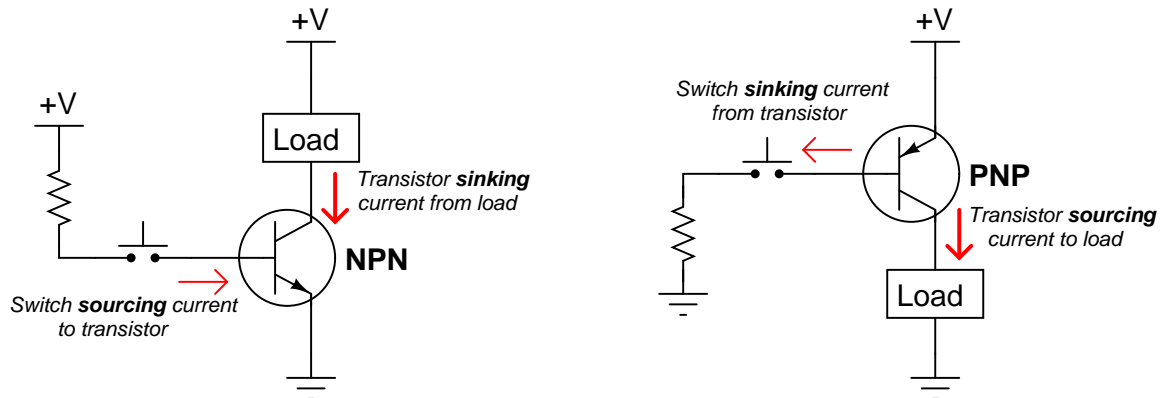 +V
+V
Load
Transistor sinking
current from load
NPN
Switch sourcing current
to transistor
+V
Switch sinking current
from transistor
PNP
Transistor sourcing
current to load
Load